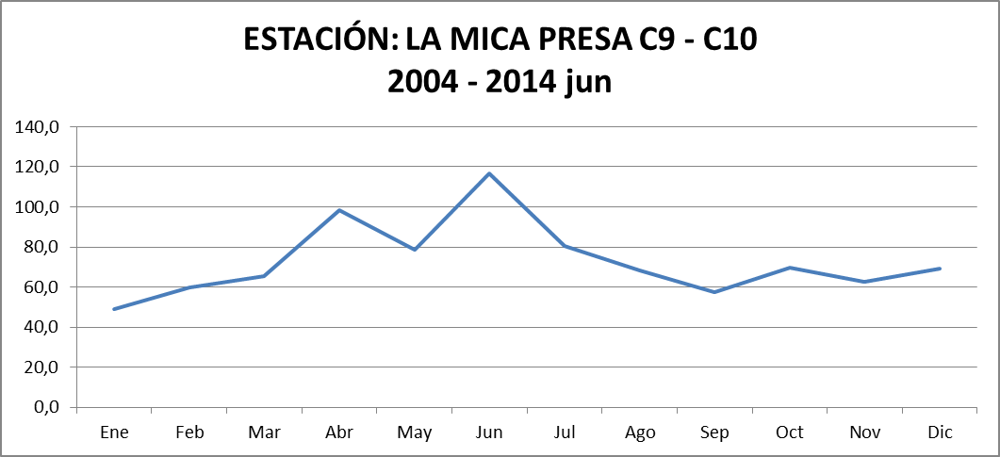 ESTACIÓN: LA MICA PRESA C9 - C10
2004 - 2014 jun
140,0
120,0
100,0
80,0
60,0
40,0
20,0
0,0
Ene Feb Mar Abr May Jun Jul Ago Sep Oct Nov Dic